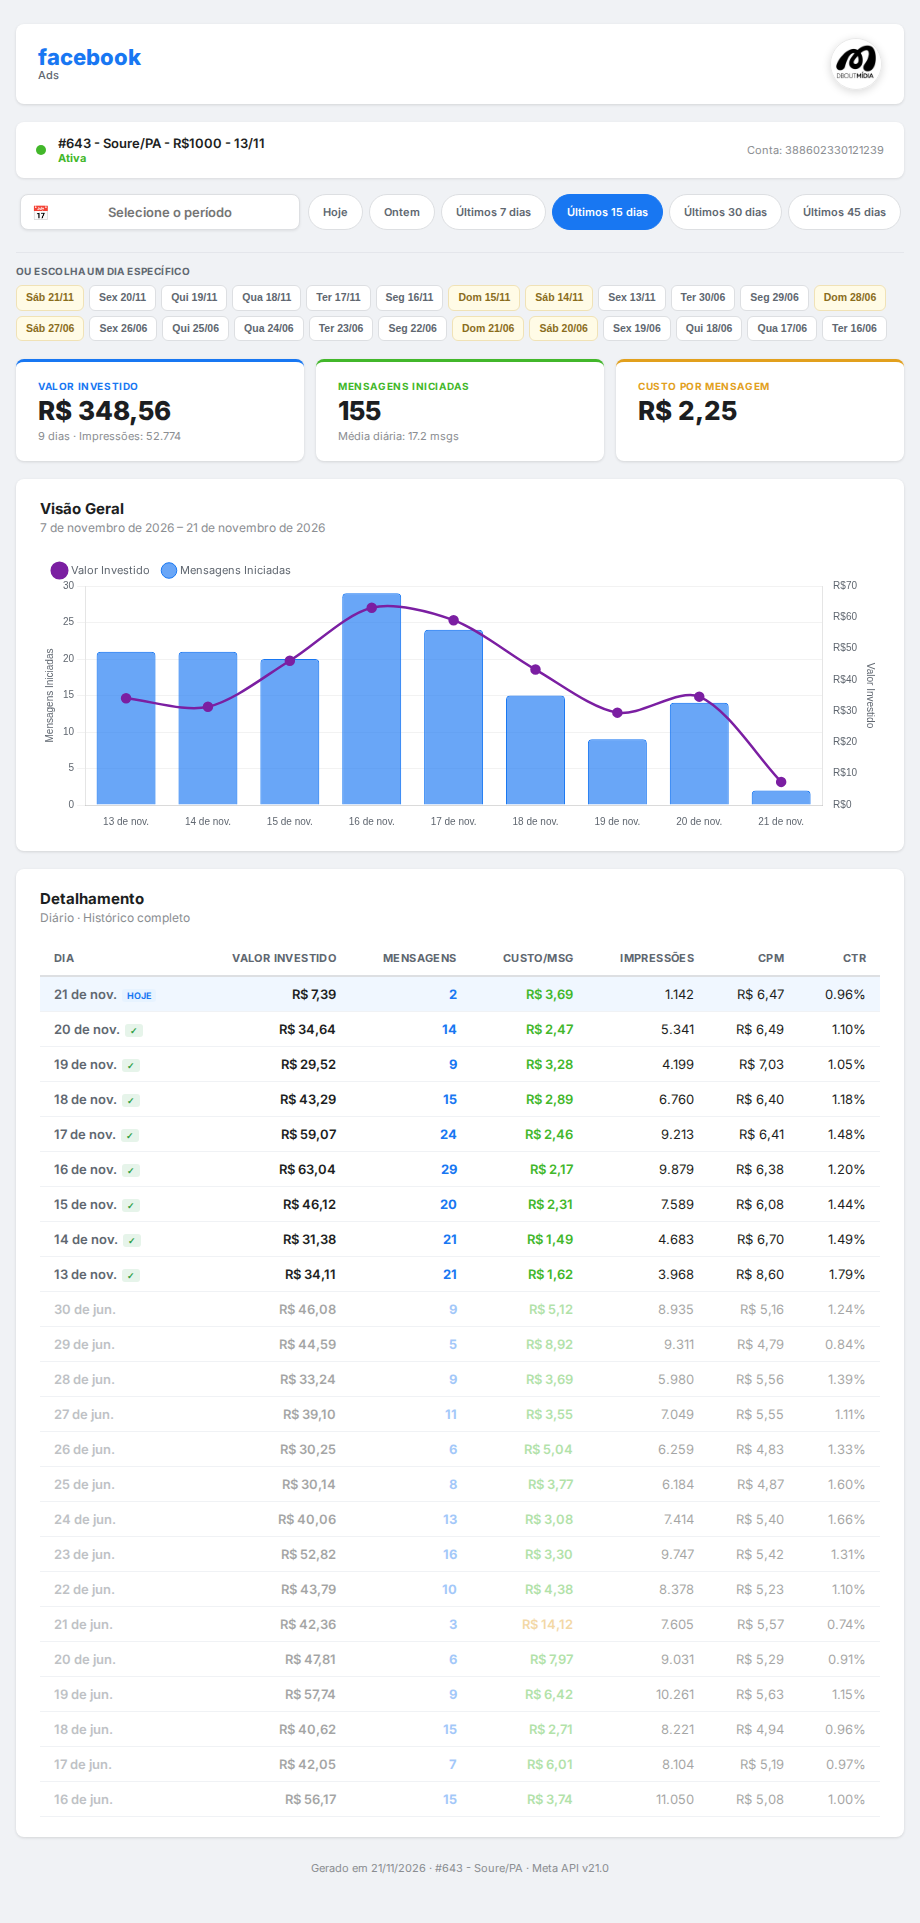 facebook
Ads
DBOUTMÍDIA
#643 - Soure/PA - R$1000 - 13/11
Ativa
Conta: 388602330121239
Selecione o período
Hoje
Ontem
Últimos 7 dias
Últimos 15 dias
Últimos 30 dias
Últimos 45 dias
OU ESCOLHA UM DIA ESPECÍFICO
Sáb 21/11 Sex 20/11 Qui 19/11 Qua 18/11 Ter 17/11 Seg 16/11 Dom 15/11 Sáb 14/11 Sex 13/11 Ter 30/06 Seg 29/06 Dom 28/06
Sáb 27/06 Sex 26/06 Qui 25/06 Qua 24/06 Ter 23/06 Seg 22/06 Dom 21/06 Sáb 20/06 Sex 19/06 Qui 18/06 Qua 17/06 Ter 16/06
VALOR INVESTIDO
R$ 348,56
9 dias · Impressões: 52.774
MENSAGENS INICIADAS
155
Média diária: 17.2 msgs
CUSTO POR MENSAGEM
R$ 2,25
Visão Geral
7 de novembro de 2026 – 21 de novembro de 2026
Valor Investido Mensagens Iniciadas
Mensagens Iniciadas
30
25
20
15
10
5
0
R$70
R$60
R$50
R$40
R$30
R$20
R$10
R$0
Valor Investido
13 de nov. 14 de nov. 15 de nov. 16 de nov. 17 de nov. 18 de nov. 19 de nov. 20 de nov. 21 de nov.
Detalhamento
Diário · Histórico completo
DIA VALOR INVESTIDO MENSAGENS CUSTO/MSG IMPRESSÕES CPM CTR
21 de nov. HOJE R$ 7,39 2 R$ 3,69 1.142 R$ 6,47 0.96%
20 de nov. ✓ R$ 34,64 14 R$ 2,47 5.341 R$ 6,49 1.10%
19 de nov. ✓ R$ 29,52 9 R$ 3,28 4.199 R$ 7,03 1.05%
18 de nov. ✓ R$ 43,29 15 R$ 2,89 6.760 R$ 6,40 1.18%
17 de nov. ✓ R$ 59,07 24 R$ 2,46 9.213 R$ 6,41 1.48%
16 de nov. ✓ R$ 63,04 29 R$ 2,17 9.879 R$ 6,38 1.20%
15 de nov. ✓ R$ 46,12 20 R$ 2,31 7.589 R$ 6,08 1.44%
14 de nov. ✓ R$ 31,38 21 R$ 1,49 4.683 R$ 6,70 1.49%
13 de nov. ✓ R$ 34,11 21 R$ 1,62 3.968 R$ 8,60 1.79%
30 de jun. R$ 46,08 9 R$ 5,12 8.935 R$ 5,16 1.24%
29 de jun. R$ 44,59 5 R$ 8,92 9.311 R$ 4,79 0.84%
28 de jun. R$ 33,24 9 R$ 3,69 5.980 R$ 5,56 1.39%
27 de jun. R$ 39,10 11 R$ 3,55 7.049 R$ 5,55 1.11%
26 de jun. R$ 30,25 6 R$ 5,04 6.259 R$ 4,83 1.33%
25 de jun. R$ 30,14 8 R$ 3,77 6.184 R$ 4,87 1.60%
24 de jun. R$ 40,06 13 R$ 3,08 7.414 R$ 5,40 1.66%
23 de jun. R$ 52,82 16 R$ 3,30 9.747 R$ 5,42 1.31%
22 de jun. R$ 43,79 10 R$ 4,38 8.378 R$ 5,23 1.10%
21 de jun. R$ 42,36 3 R$ 14,12 7.605 R$ 5,57 0.74%
20 de jun. R$ 47,81 6 R$ 7,97 9.031 R$ 5,29 0.91%
19 de jun. R$ 57,74 9 R$ 6,42 10.261 R$ 5,63 1.15%
18 de jun. R$ 40,62 15 R$ 2,71 8.221 R$ 4,94 0.96%
17 de jun. R$ 42,05 7 R$ 6,01 8.104 R$ 5,19 0.97%
16 de jun. R$ 56,17 15 R$ 3,74 11.050 R$ 5,08 1.00%
Gerado em 21/11/2026 · #643 - Soure/PA · Meta API v21.0